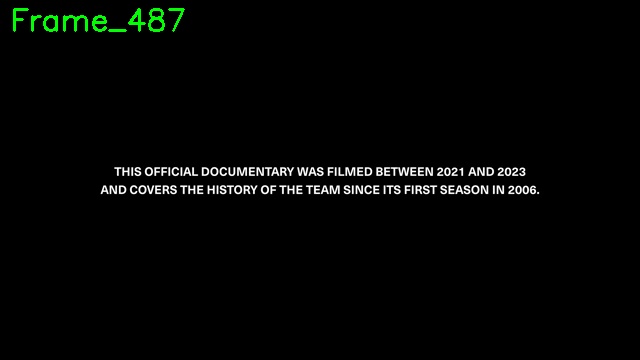 Frame_487
THIS OFFICIAL DOCUMENTARY WAS FILMED BETWEEN 2021 AND 2023
AND COVERS THE HISTORY OF THE TEAM SINCE ITS FIRST SEASON IN 2006.